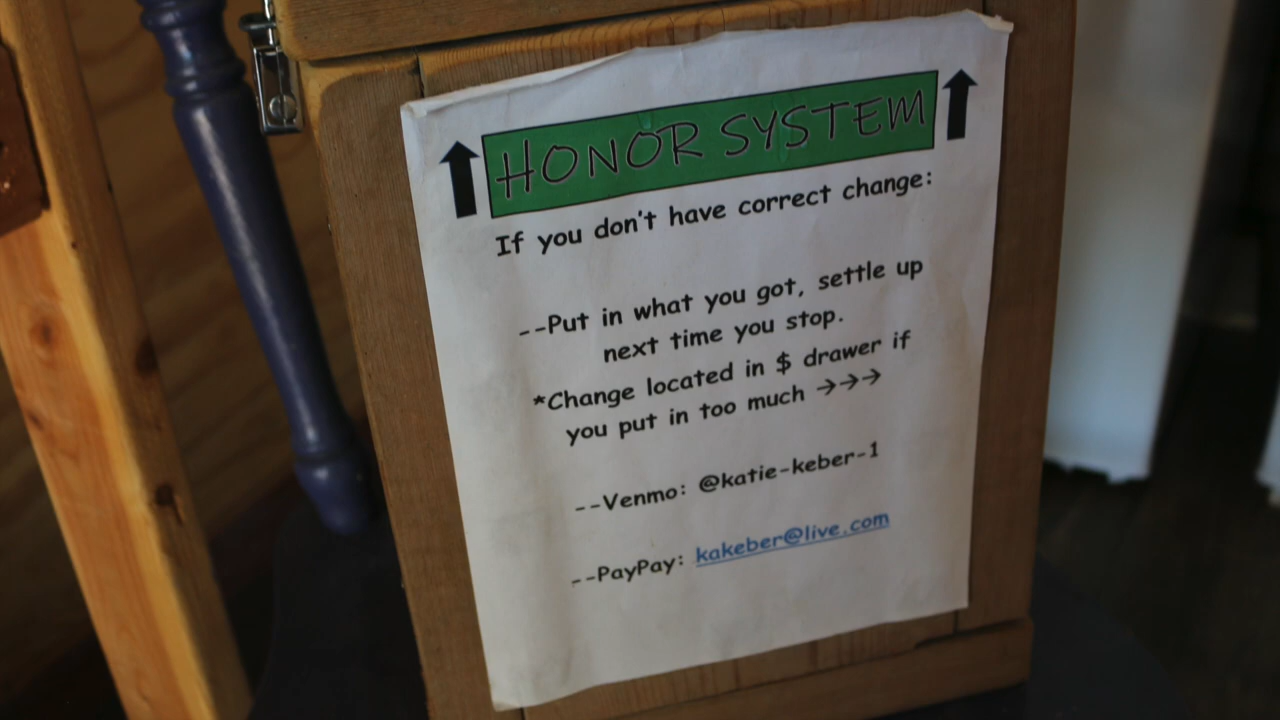 HONOR SYSTEM
If you don't have correct change:
--Put in what you got, settle up
next time you stop.
*Change located in $ drawer if
you put in too much →→→
--Venmo: @katie-keber-1
--PayPay: kakeber@live.com